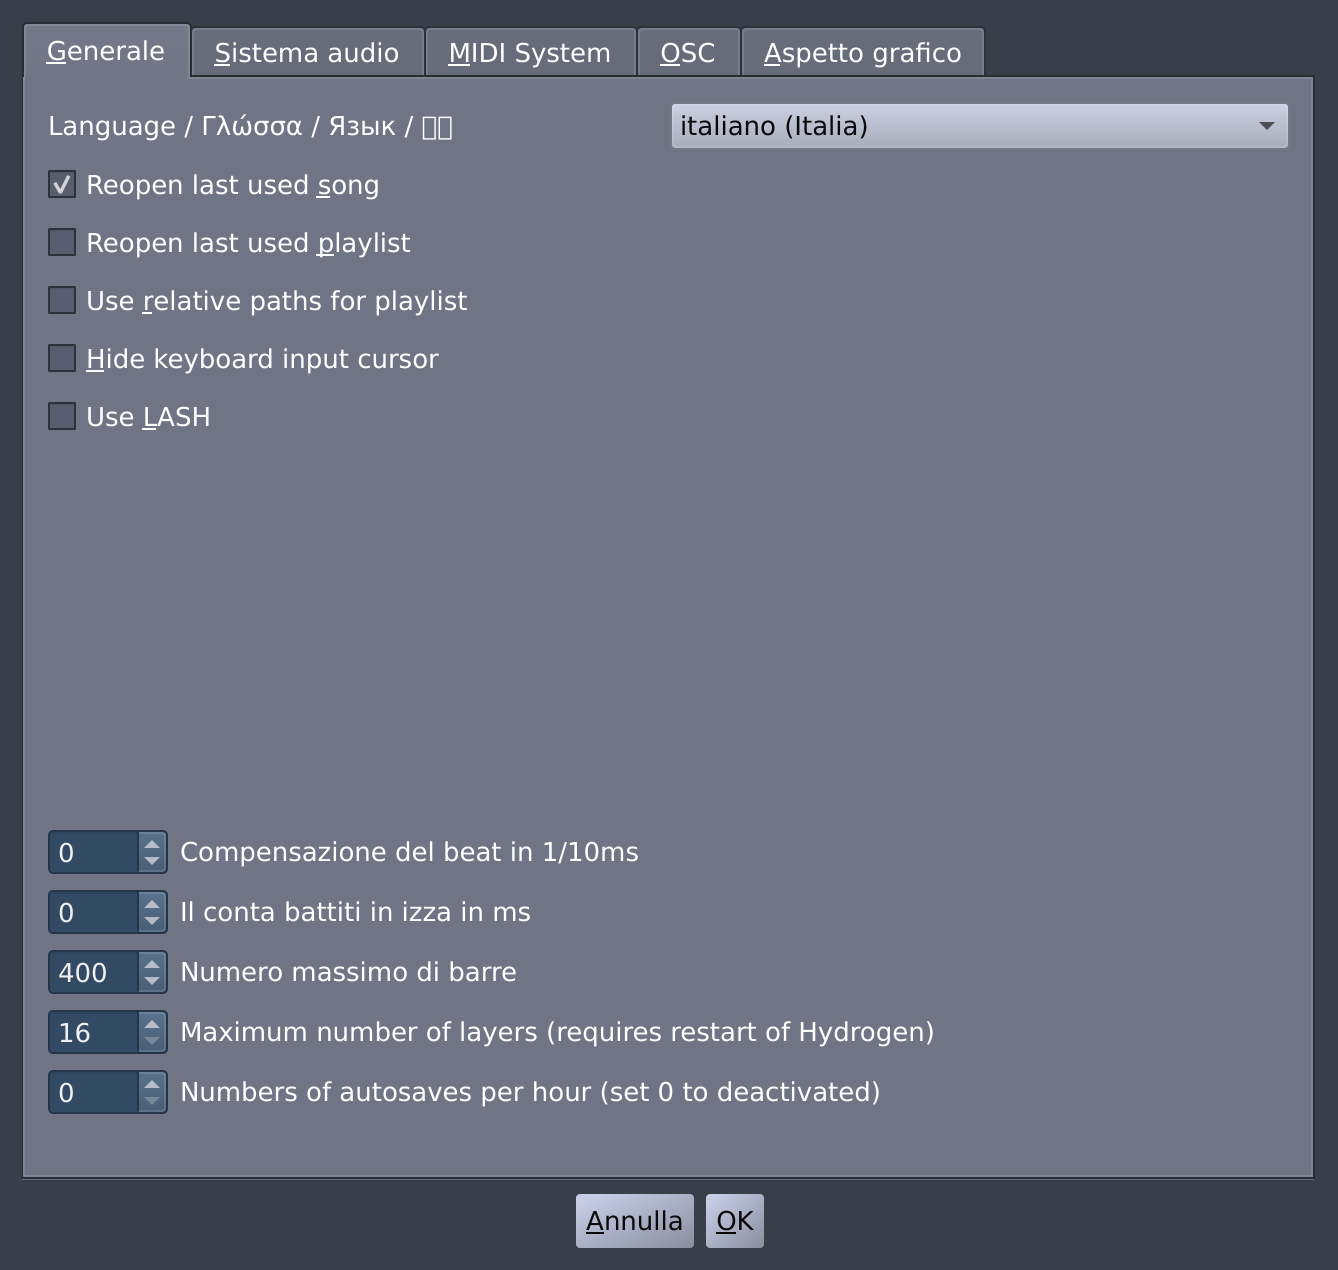 Generale Sistema audio MIDI System OSC Aspetto grafico
Language / Γλώσσα / Язык /
italiano (Italia)
Reopen last used song
Reopen last used playlist
Use relative paths for playlist
Hide keyboard input cursor
Use LASH
0 Compensazione del beat in 1/10ms
0 Il conta battiti in izza in ms
400 Numero massimo di barre
16 Maximum number of layers (requires restart of Hydrogen)
0 Numbers of autosaves per hour (set 0 to deactivated)
Annulla OK